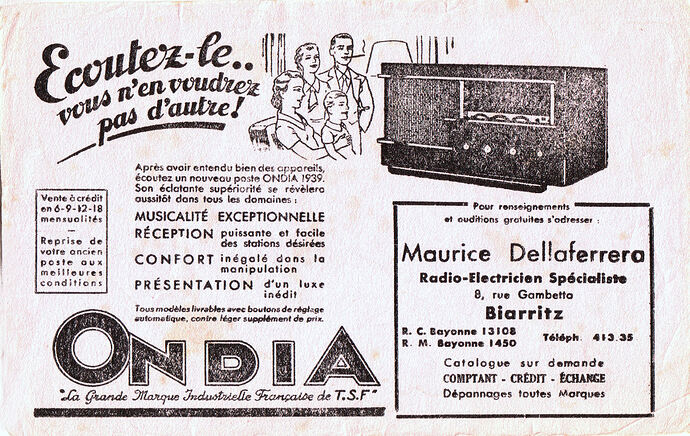 Ecoutez-le..
vous n'en voudrez
pas d'autre!
Après avoir entendu bien des appareils,
écoutez un nouveau poste ONDIA 1939.
Son éclatante supériorité se révèlera
aussitôt dans tous les domaines :
MUSICALITÉ EXCEPTIONNELLE
RÉCEPTION puissante et facile
des stations désirées
CONFORT inégalé dans la
manipulation
PRÉSENTATION d'un luxe
inédit
Tous modèles livrables avec boutons de réglage
automatique, contre léger supplément de prix.
Vente à crédit
en 6-9-12-18
mensualités
—
Reprise de
votre ancien
poste aux
meilleures
conditions
ONDIA
"La Grande Marque Industrielle Française de T.S.F"
Pour renseignements
et auditions gratuites s'adresser :
Maurice Dellaferrera
Radio-Electricien Spécialiste
8, rue Gambetta
Biarritz
R. C. Bayonne 13108
R. M. Bayonne 1450
Téléph. 413.35
Catalogue sur demande
COMPTANT - CRÉDIT - ÉCHANGE
Dépannages toutes Marques